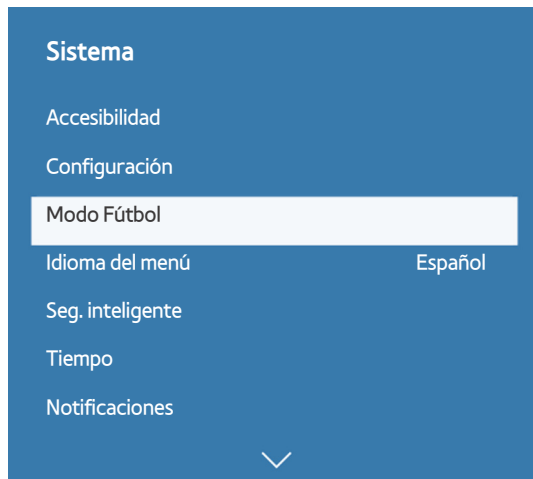 Sistema
Accesibilidad
Configuración
Modo Fútbol
Idioma del menú Español
Seg. inteligente
Tiempo
Notificaciones